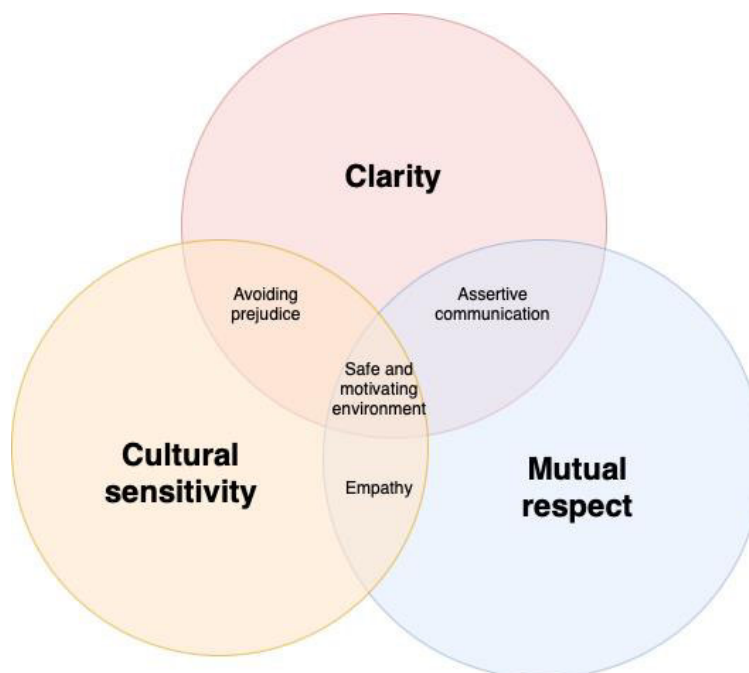 Clarity
Avoiding
prejudice
Assertive
communication
Safe and
motivating
environment
Cultural
sensitivity
Empathy
Mutual
respect